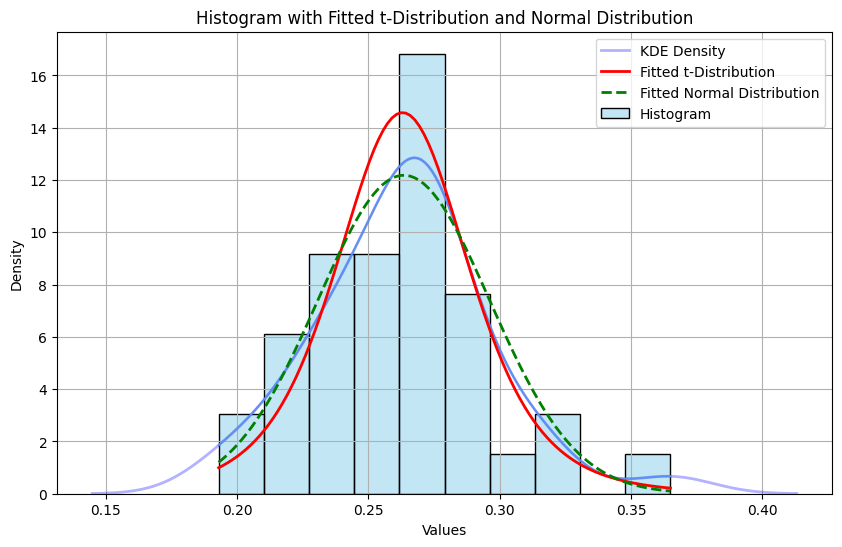 Histogram with Fitted t-Distribution and Normal Distribution
KDE Density
Fitted t-Distribution
Fitted Normal Distribution
Histogram
16
14
12
10
8
6
4
2
0
Density
0.15 0.20 0.25 0.30 0.35 0.40
Values